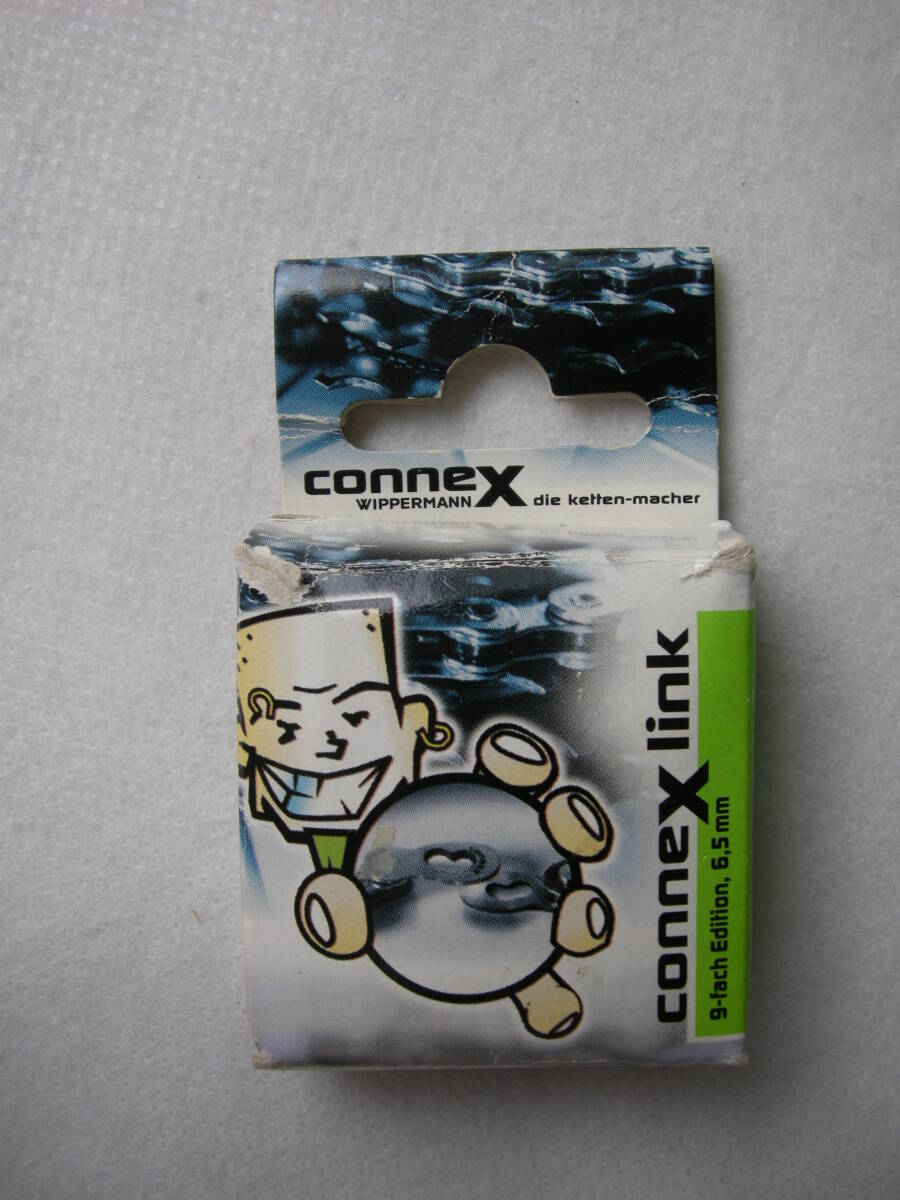 connex
WIPPERMANN die ketten-macher
connex link
9-fach Edition, 6,5 mm